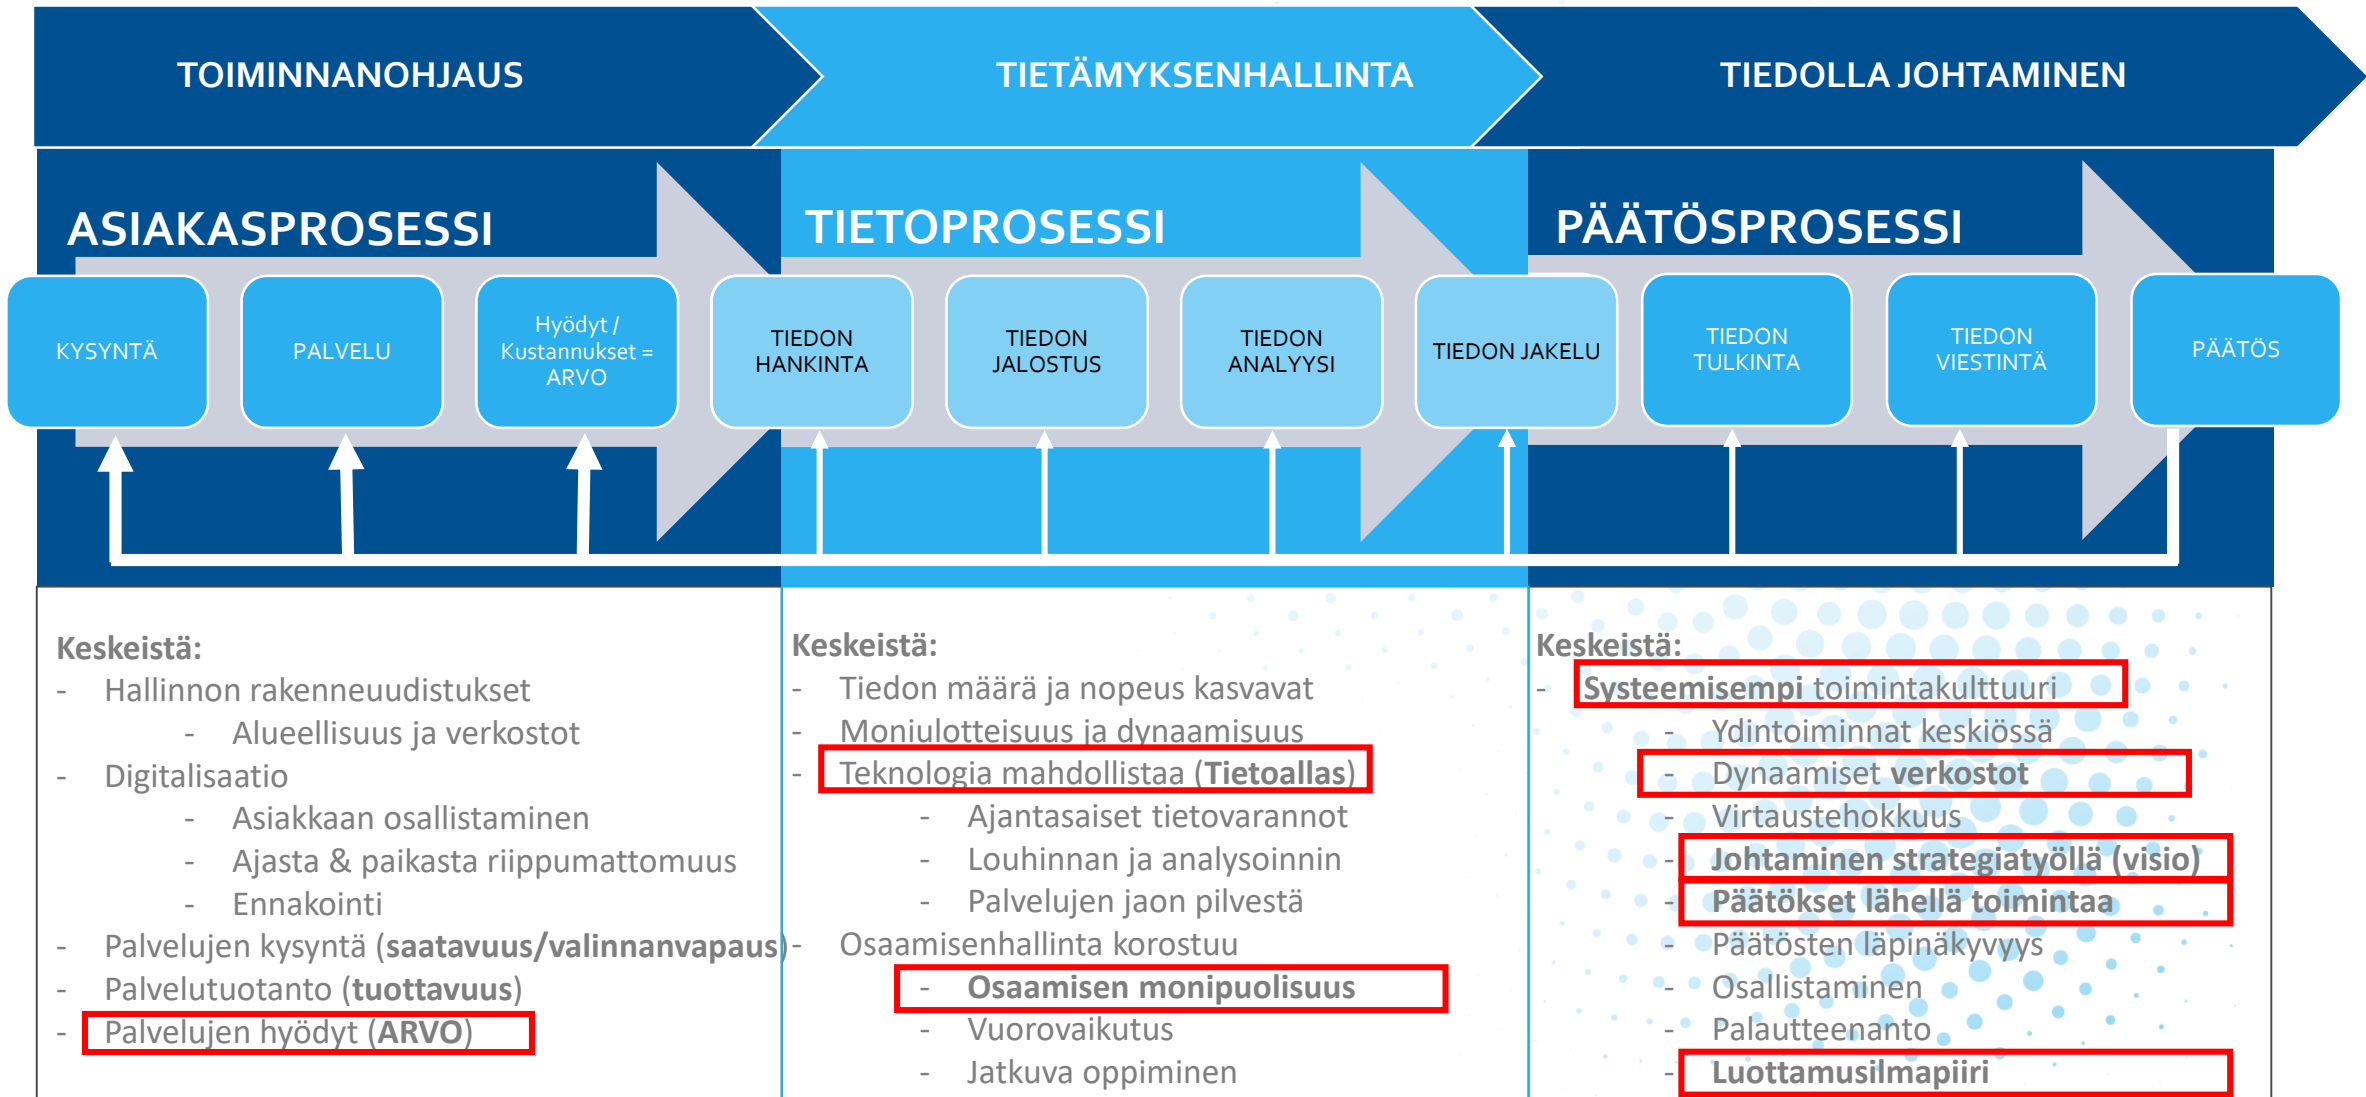 TOIMINNANOHJAUS
TIETÄMYKSENHALLINTA
TIEDOLLA JOHTAMINEN
ASIAKASPROSESSI
TIETOPROSESSI
PÄÄTÖSPROSESSI
KYSYNTÄ
PALVELU
Hyödyt /
Kustannukset =
ARVO
TIEDON
HANKINTA
TIEDON
JALOSTUS
TIEDON
ANALYYSI
TIEDON JAKELU
TIEDON
TULKINTA
TIEDON
VIESTINTÄ
PÄÄTÖS
Keskeistä:
- Hallinnon rakenneuudistukset
- Alueellisuus ja verkostot
- Digitalisaatio
- Asiakkaan osallistaminen
- Ajasta & paikasta riippumattomuus
- Ennakointi
- Palvelujen kysyntä (saatavuus/valinnanvapaus)
- Palvelutuotanto (tuottavuus)
- Palvelujen hyödyt (ARVO)
Keskeistä:
- Tiedon määrä ja nopeus kasvavat
- Moniulotteisuus ja dynaamisuus
- Teknologia mahdollistaa (Tietoallas)
- Ajantasaiset tietovarannot
- Louhinnan ja analysoinnin
- Palvelujen jaon pilvestä
- Osaamisenhallinta korostuu
- Osaamisen monipuolisuus
- Vuorovaikutus
- Jatkuva oppiminen
Keskeistä:
- Systeemisempi toimintakulttuuri
- Ydintoiminnat keskiössä
- Dynaamiset verkostot
- Virtaustehokkuus
- Johtaminen strategiatyöllä (visio)
- Päätökset lähellä toimintaa
- Päätösten läpinäkyvyys
- Osallistaminen
- Palautteenanto
- Luottamusilmapiiri